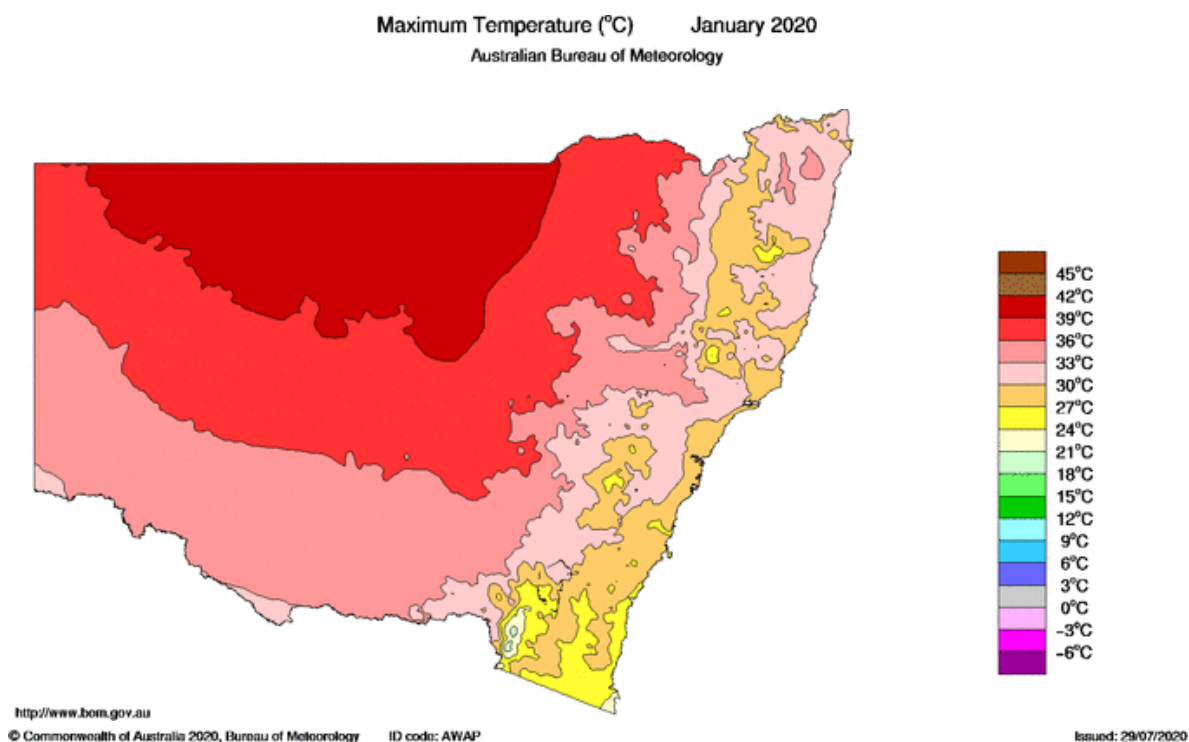 Maximum Temperature (°C) January 2020
Australian Bureau of Meteorology
45°C
42°C
39°C
36°C
33°C
30°C
27°C
24°C
21°C
18°C
15°C
12°C
9°C
6°C
3°C
0°C
-3°C
-6°C
http://www.bom.gov.au
© Commonwealth of Australia 2020, Bureau of Meteorology ID code: AWAP Issued: 29/07/2020